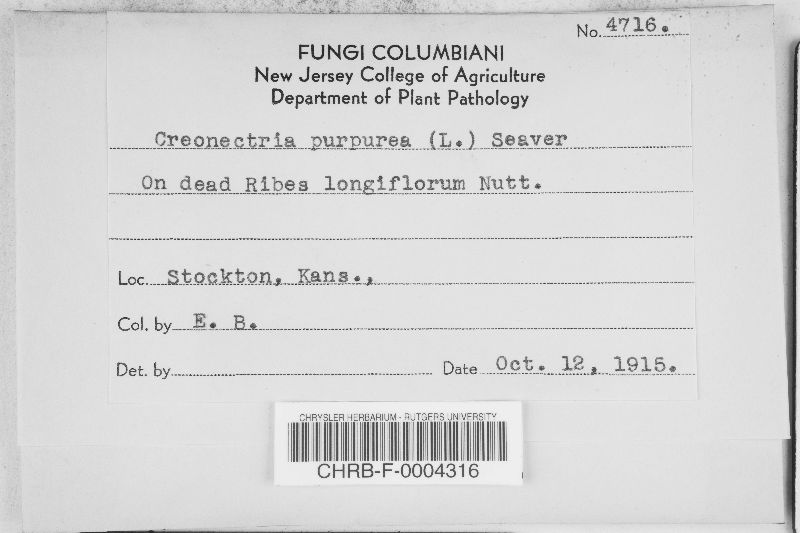 No. 4716.
FUNGI COLUMBIANI
New Jersey College of Agriculture
Department of Plant Pathology
Creonectria purpurea (L.) Seaver
On dead Ribes longiflorum Nutt.
Loc. Stockton, Kans.,
Col. by E. B.
Det. by Date Oct. 12, 1915.
CHRYSLER HERBARIUM - RUTGERS UNIVERSITY
CHRB-F-0004316